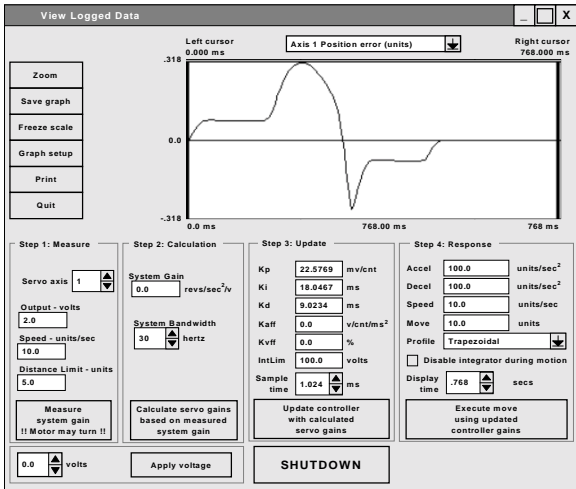 View Logged Data
_ X
Left cursor
0.000 ms
Axis 1 Position error (units)
Right cursor
768.000 ms
.318
0.0
-.318
0.0 ms
768.00 ms
768 ms
Zoom
Save graph
Freeze scale
Graph setup
Print
Quit
Step 1: Measure
Servo axis 1
Output - volts
2.0
Speed - units/sec
10.0
Distance Limit - units
5.0
Measure
system gain
!! Motor may turn !!
Step 2: Calculation
System Gain
0.0 revs/sec²/v
System Bandwidth
30 hertz
Calculate servo gains
based on measured
system gain
Step 3: Update
Kp 22.5769 mv/cnt
Ki 18.0467 ms
Kd 9.0234 ms
Kaff 0.0 v/cnt/ms²
Kvff 0.0 %
IntLim 100.0 volts
Sample
time 1.024 ms
Update controller
with calculated
servo gains
Step 4: Response
Accel 100.0 units/sec²
Decel 100.0 units/sec²
Speed 10.0 units/sec
Move 10.0 units
Profile Trapezoidal
Disable integrator during motion
Display
time .768 secs
Execute move
using updated
controller gains
0.0 volts
Apply voltage
SHUTDOWN